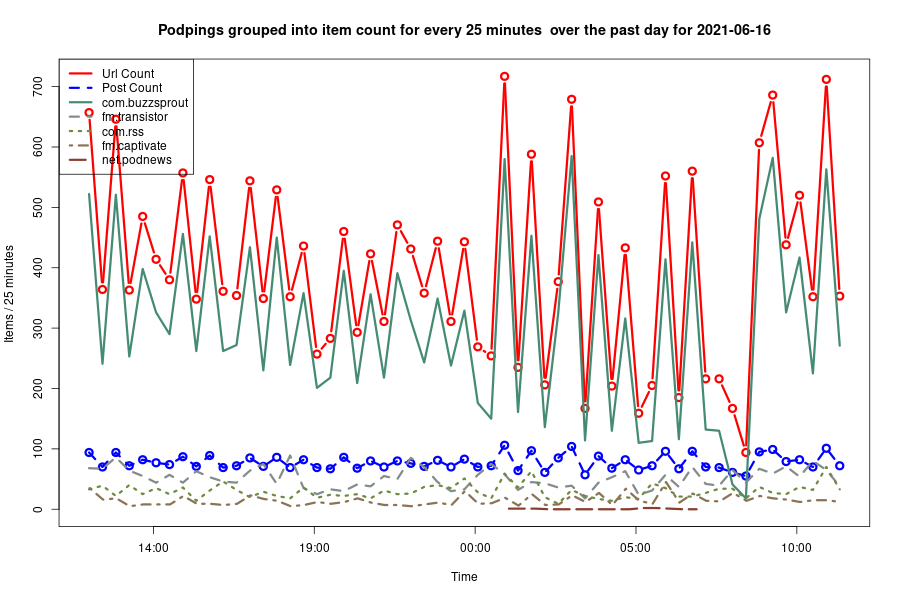 Podpings grouped into item count for every 25 minutes  over the past day for 2021-06-16
Url Count
Post Count
com.buzzsprout
fm.transistor
com.rss
fm.captivate
net.podnews
Items / 25 minutes
700
600
500
400
300
200
100
0
14:00 19:00 00:00 05:00 10:00
Time